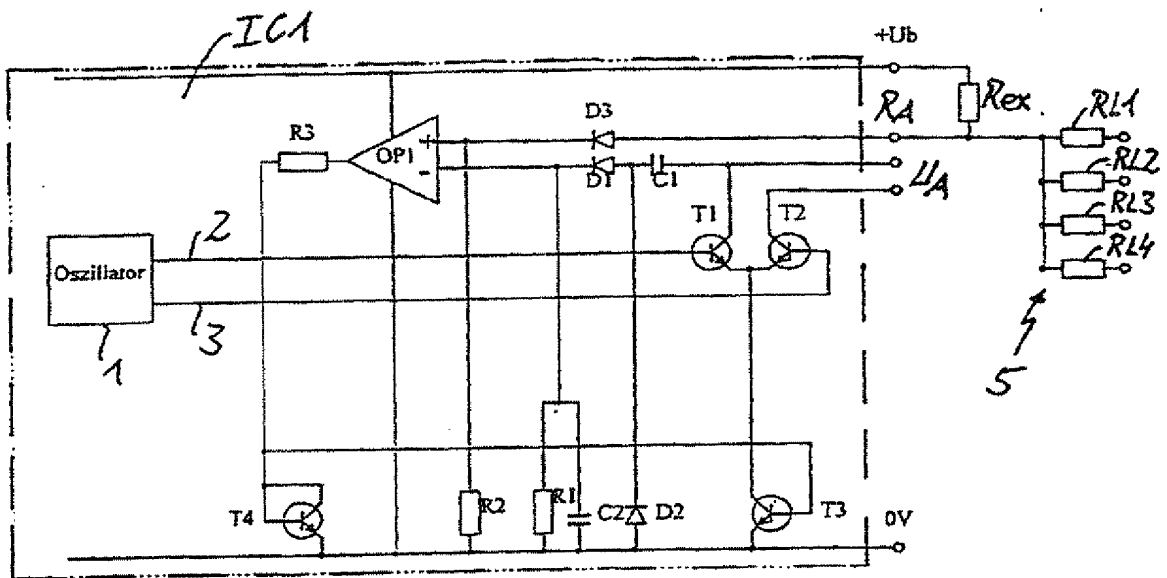 IC1
+Ub
Rex
RA
RL1
D3
R3
OP1
+
-
D1
C1
UA
RL2
T1
T2
RL3
2
RL4
Oszillator
3
1
5
T4
R2
R1
C2
D2
T3
0V